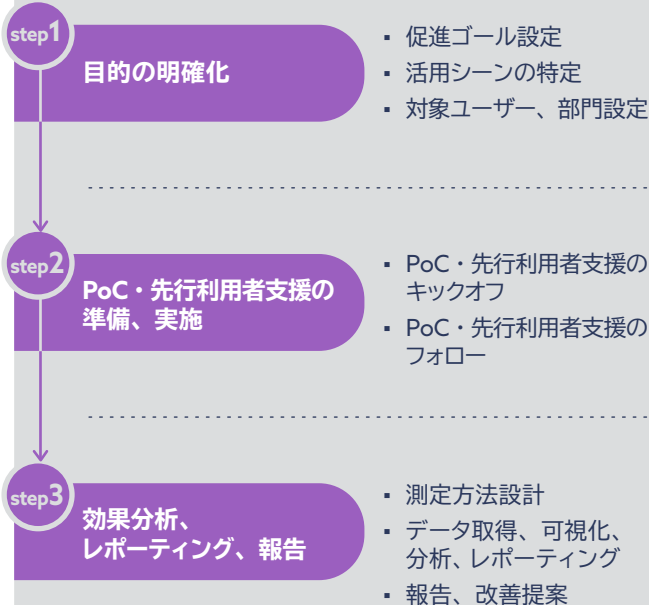 step1
目的の明確化
▪ 促進ゴール設定
▪ 活用シーンの特定
▪ 対象ユーザー、部門設定
step2
PoC・先行利用者支援の
準備、実施
▪ PoC・先行利用者支援の
キックオフ
▪ PoC・先行利用者支援の
フォロー
step3
効果分析、
レポーティング、報告
▪ 測定方法設計
▪ データ取得、可視化、
分析、レポーティング
▪ 報告、改善提案